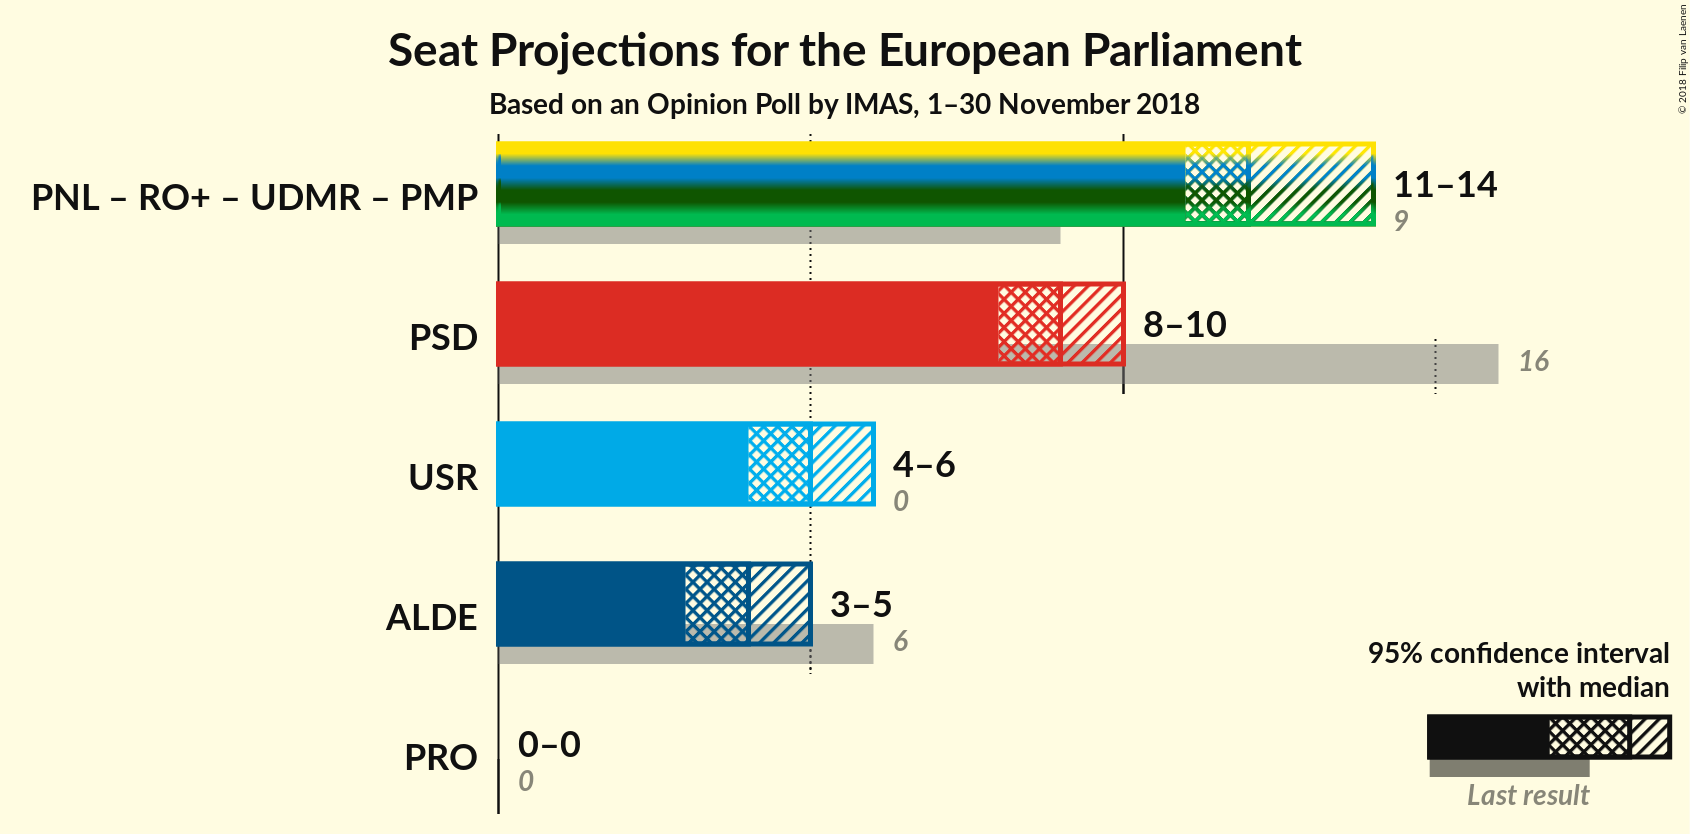 Seat Projections for the European Parliament
Based on an Opinion Poll by IMAS, 1–30 November 2018
© 2018 Filip van Laenen
PNL – RO+ – UDMR – PMP
11–14
9
PSD
8–10
16
USR
4–6
0
ALDE
3–5
6
PRO
0–0
0
95% confidence interval
with median
Last result